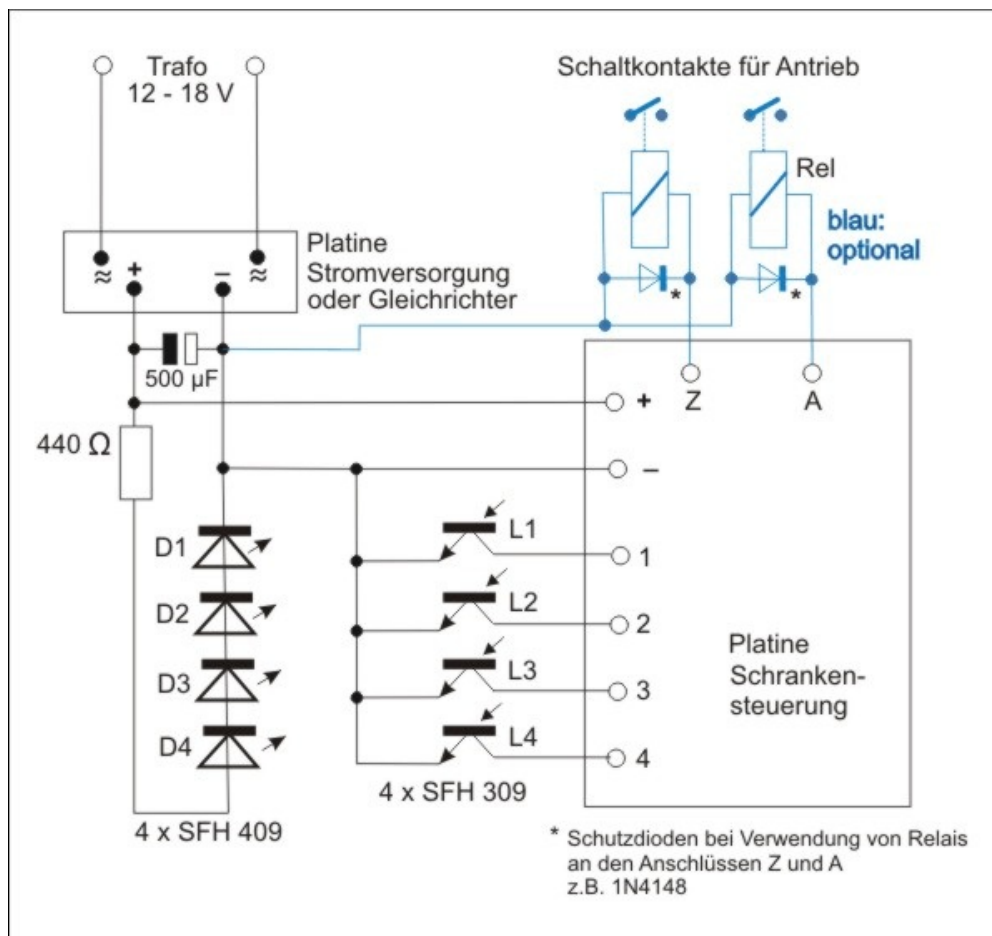 Trafo
12 - 18 V
Schaltkontakte für Antrieb
Rel
blau:
optional
≈ + – ≈
Platine
Stromversorgung
oder Gleichrichter
* *
500 µF
Z A
+
440 Ω
–
D1
D2
D3
D4
L1
L2
L3
L4
1
2
3
4
Platine
Schranken-
steuerung
4 x SFH 309
4 x SFH 409
* Schutzdioden bei Verwendung von Relais
an den Anschlüssen Z und A
z.B. 1N4148